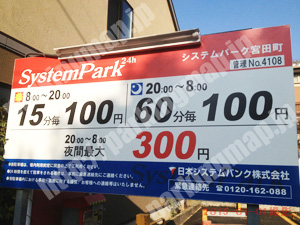 SystemPark 24h
システムパーク宮田町
管理No.4108
8:00~20:00
15分毎100円
20:00~8:00
60分毎100円
20:00~8:00
夜間最大
300円
日本システムバンク株式会社
緊急連絡先 0120-162-088